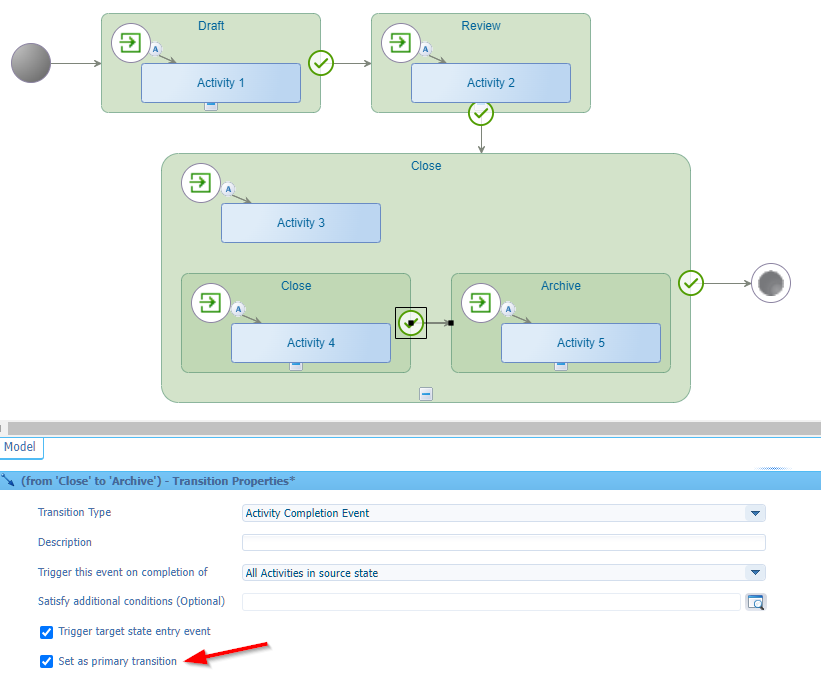 Draft
Review
A
A
Activity 1
Activity 2
Close
A
Activity 3
Close
Archive
A
A
Activity 4
Activity 5
Model
(from 'Close' to 'Archive') - Transition Properties*
Transition Type
Activity Completion Event
Description
Trigger this event on completion of
All Activities in source state
Satisfy additional conditions (Optional)
Trigger target state entry event
Set as primary transition